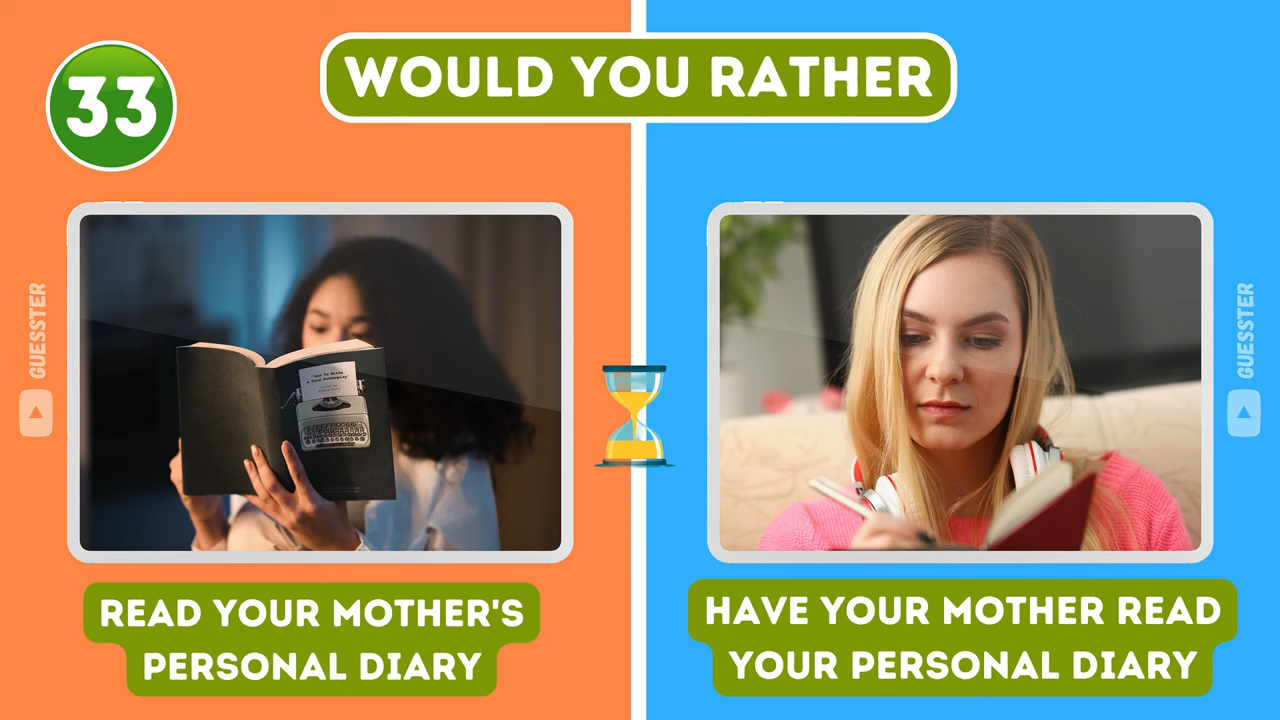 33
WOULD YOU RATHER
GUESSTER
GUESSTER
READ YOUR MOTHER'S
PERSONAL DIARY
HAVE YOUR MOTHER READ
YOUR PERSONAL DIARY